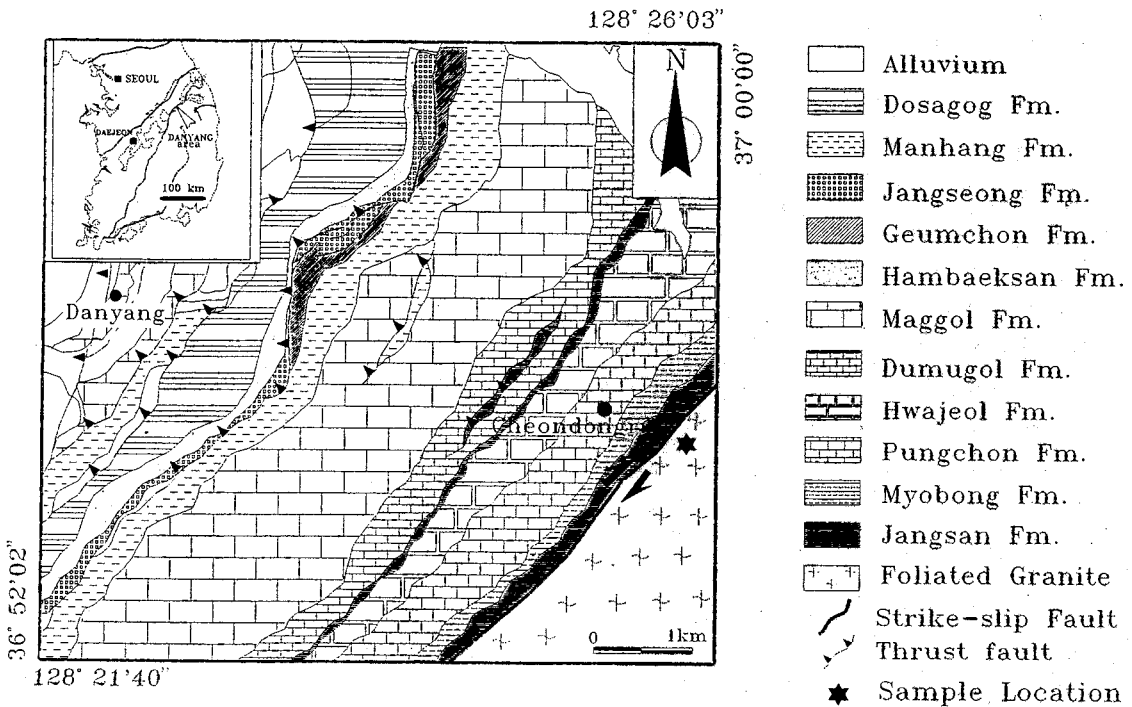 128° 26'03"
N
37° 00'00"
SEOUL
DAEJEON
DANYANG
area
100 km
Danyang
Cheondongri
36° 52'02"
0 1km
128° 21'40"
Alluvium
Dosagog Fm.
Manhang Fm.
Jangseong Fm.
Geumchon Fm.
Hambaeksan Fm.
Maggol Fm.
Dumugol Fm.
Hwajeol Fm.
Pungchon Fm.
Myobong Fm.
Jangsan Fm.
Foliated Granite
Strike-slip Fault
Thrust fault
Sample Location